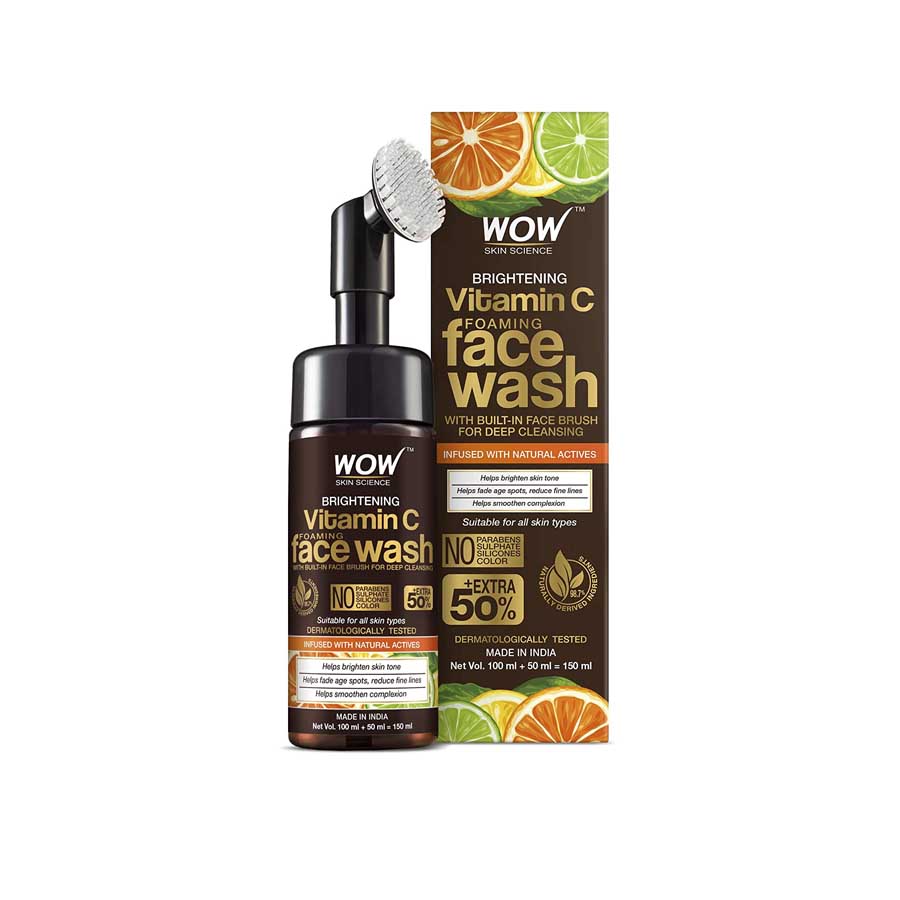 WOW™
SKIN SCIENCE
BRIGHTENING
Vitamin C
FOAMING
face
wash
WITH BUILT-IN FACE BRUSH
FOR DEEP CLEANSING
INFUSED WITH NATURAL ACTIVES
Helps brighten skin tone
Helps fade age spots, reduce fine lines
Helps smoothen complexion
Suitable for all skin types
NO
PARABENS
SULPHATE
SILICONES
COLOR
+EXTRA
50%
98.7%
NATURALLY DERIVED INGREDIENTS
DERMATOLOGICALLY TESTED
MADE IN INDIA
Net Vol. 100 ml + 50 ml = 150 ml
WOW™
SKIN SCIENCE
BRIGHTENING
Vitamin C
FOAMING
face wash
WITH BUILT-IN FACE BRUSH FOR DEEP CLEANSING
NO
PARABENS
SULPHATE
SILICONES
COLOR
+EXTRA
50%
Suitable for all skin types
DERMATOLOGICALLY TESTED
INFUSED WITH NATURAL ACTIVES
Helps brighten skin tone
Helps fade age spots, reduce fine lines
Helps smoothen complexion
MADE IN INDIA
Net Vol. 100 ml + 50 ml = 150 ml